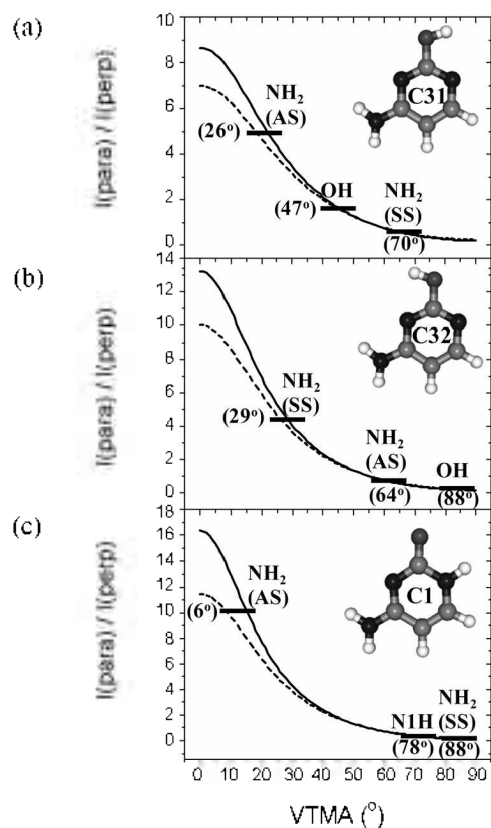 (a)
I(para) / I(perp)
10
8
6
4
2
0
NH2
(AS)
(26°)
OH
(47°)
NH2
(SS)
(70°)
C31
(b)
I(para) / I(perp)
14
12
10
8
6
4
2
0
NH2
(SS)
(29°)
NH2
(AS)
(64°)
OH
(88°)
C32
(c)
I(para) / I(perp)
18
16
14
12
10
8
6
4
2
0
NH2
(AS)
(6°)
N1H
(78°)
NH2
(SS)
(88°)
C1
0 10 20 30 40 50 60 70 80 90
VTMA (°)